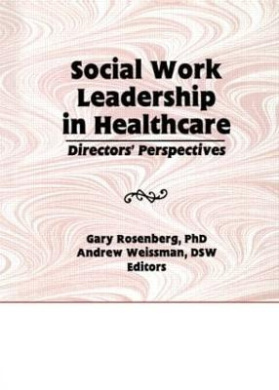 Social Work
Leadership
in Healthcare
Directors' Perspectives
Gary Rosenberg, PhD
Andrew Weissman, DSW
Editors